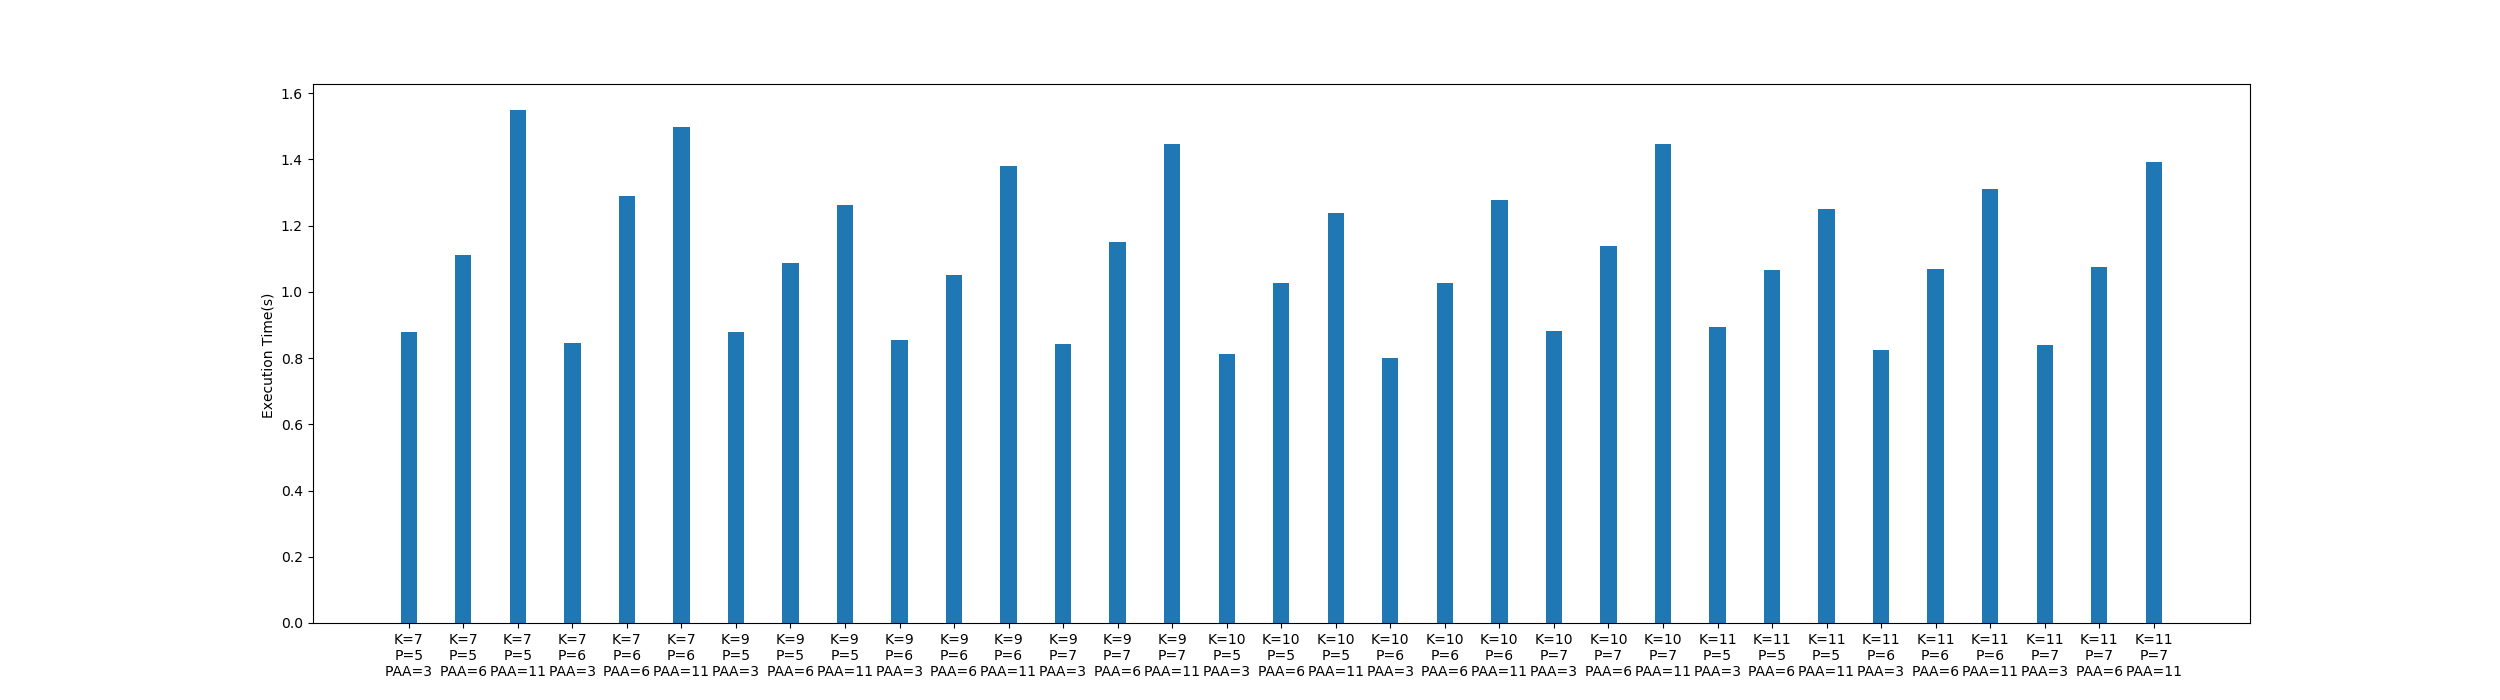 1.6
1.4
1.2
1.0
0.8
0.6
0.4
0.2
0.0
Execution Time(s)
K=7 K=7 K=7 K=7 K=7 K=7 K=9 K=9 K=9 K=9 K=9 K=9 K=9 K=9 K=9 K=10 K=10 K=10 K=10 K=10 K=10 K=10 K=10 K=10 K=11 K=11 K=11 K=11 K=11 K=11 K=11 K=11 K=11
P=5 P=5 P=5 P=6 P=6 P=6 P=5 P=5 P=5 P=6 P=6 P=6 P=7 P=7 P=7 P=5 P=5 P=5 P=6 P=6 P=6 P=7 P=7 P=7 P=5 P=5 P=5 P=6 P=6 P=6 P=7 P=7 P=7
PAA=3 PAA=6 PAA=11 PAA=3 PAA=6 PAA=11 PAA=3 PAA=6 PAA=11 PAA=3 PAA=6 PAA=11 PAA=3 PAA=6 PAA=11 PAA=3 PAA=6 PAA=11 PAA=3 PAA=6 PAA=11 PAA=3 PAA=6 PAA=11 PAA=3 PAA=6 PAA=11 PAA=3 PAA=6 PAA=11 PAA=3 PAA=6 PAA=11